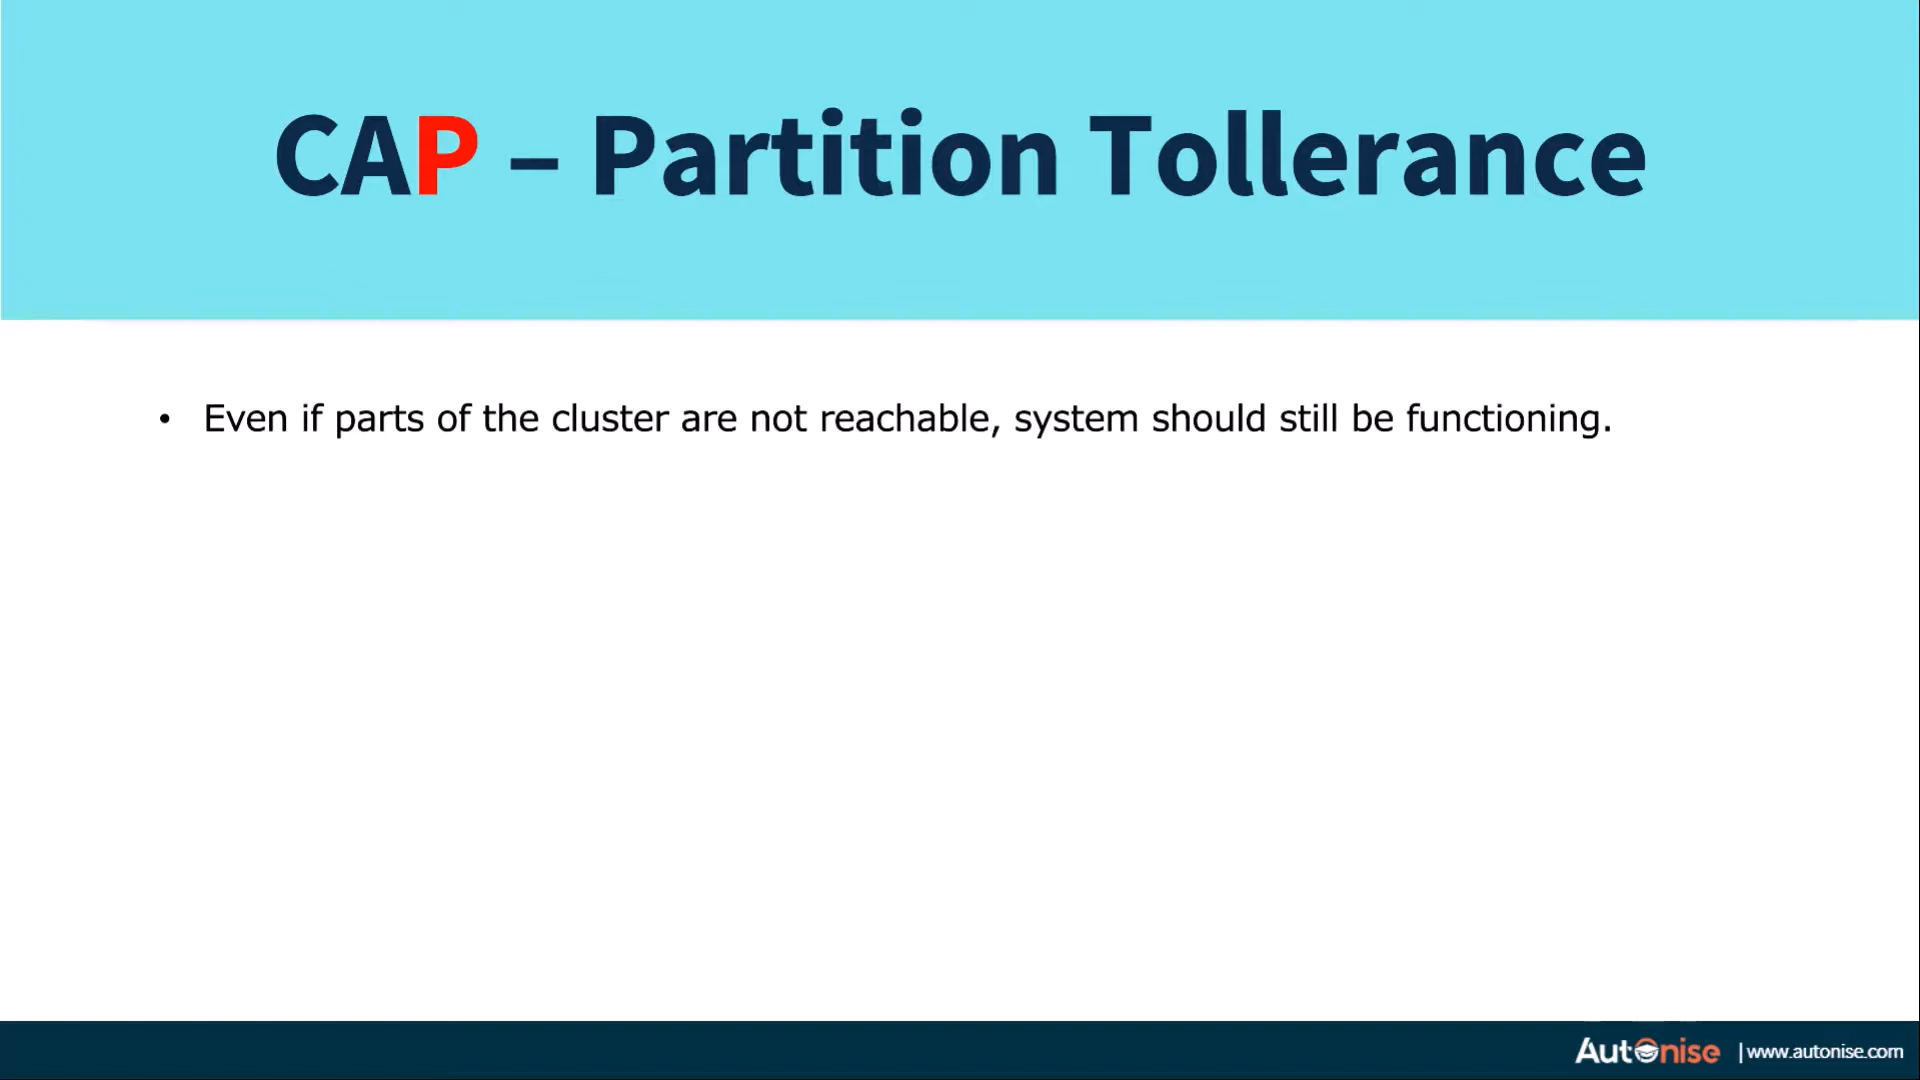 CAP – Partition Tollerance
• Even if parts of the cluster are not reachable, system should still be functioning.
Autonise | www.autonise.com